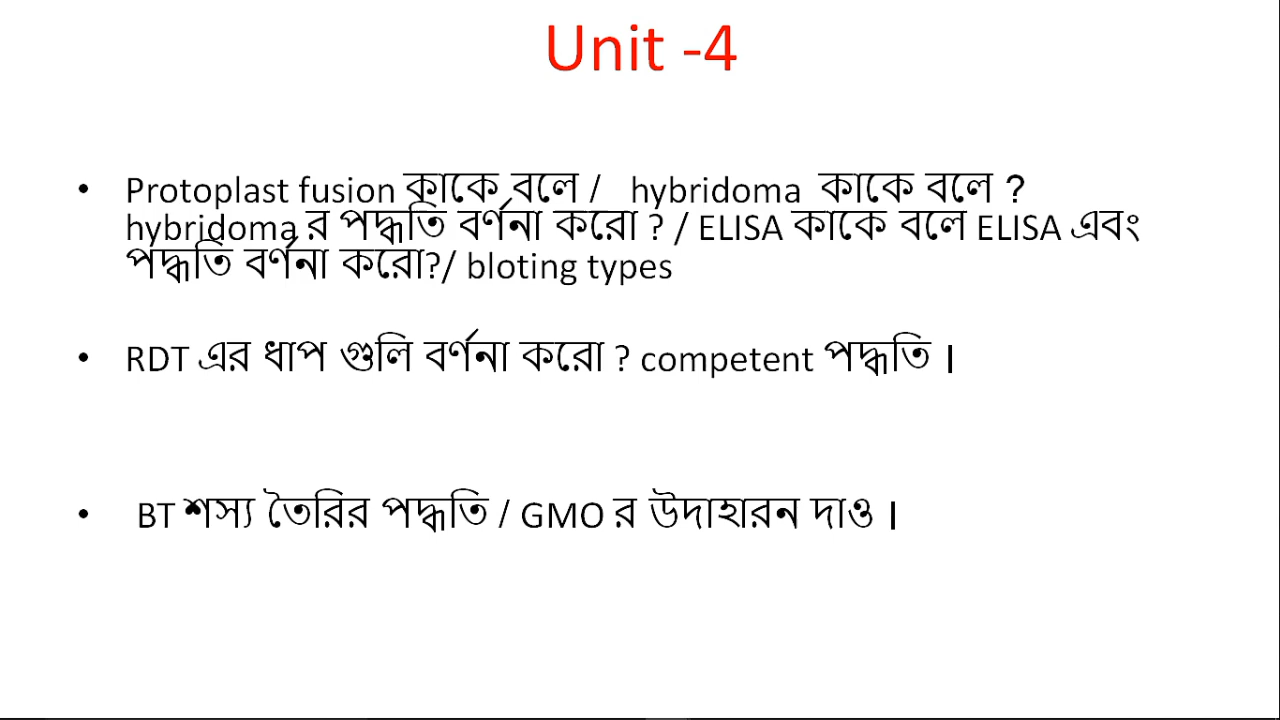 Unit -4
• Protoplast fusion কাকে বলে / hybridoma কাকে বলে ?
hybridoma র পদ্ধতি বর্ণনা করো ? / ELISA কাকে বলে ELISA এবং
পদ্ধতি বর্ণনা করো?/ bloting types
• RDT এর ধাপ গুলি বর্ণনা করো ? competent পদ্ধতি ।
• BT শস্য তৈরির পদ্ধতি / GMO র উদাহারন দাও ।